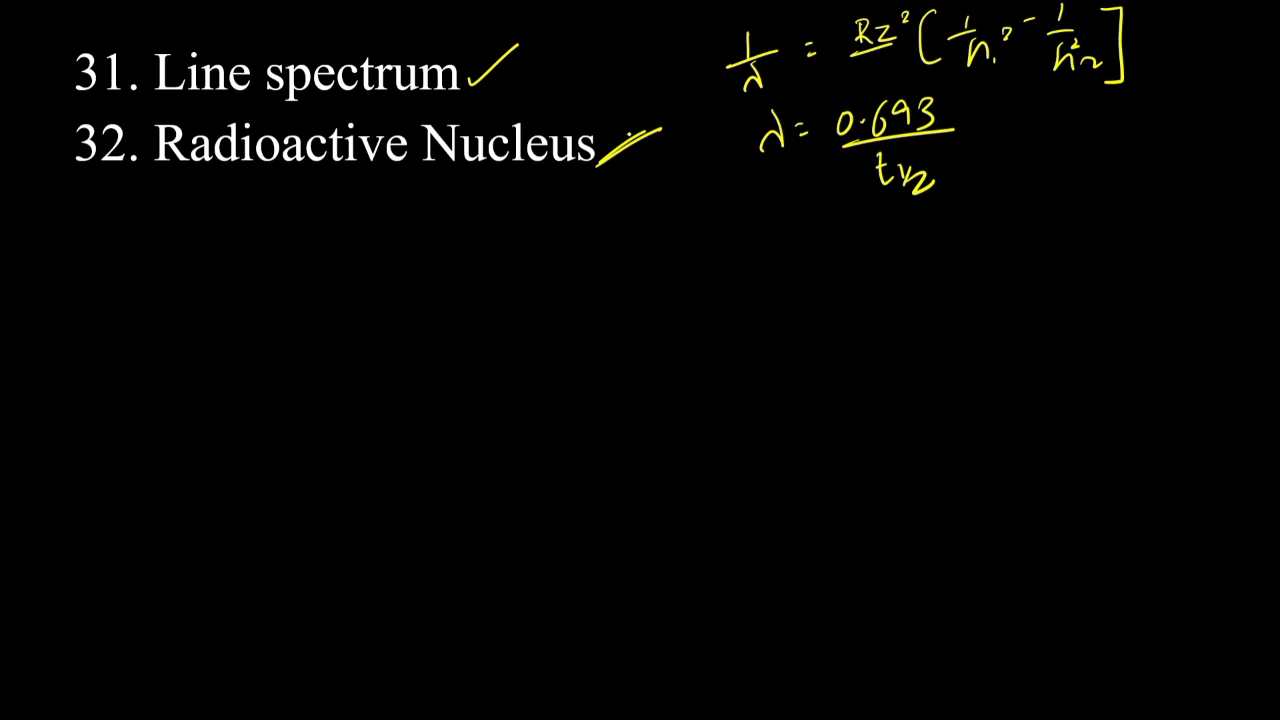 31. Line spectrum
1/λ = RZ² ( 1/n₁² - 1/n²₂ ]
32. Radioactive Nucleus
λ = 0.693/t1/2